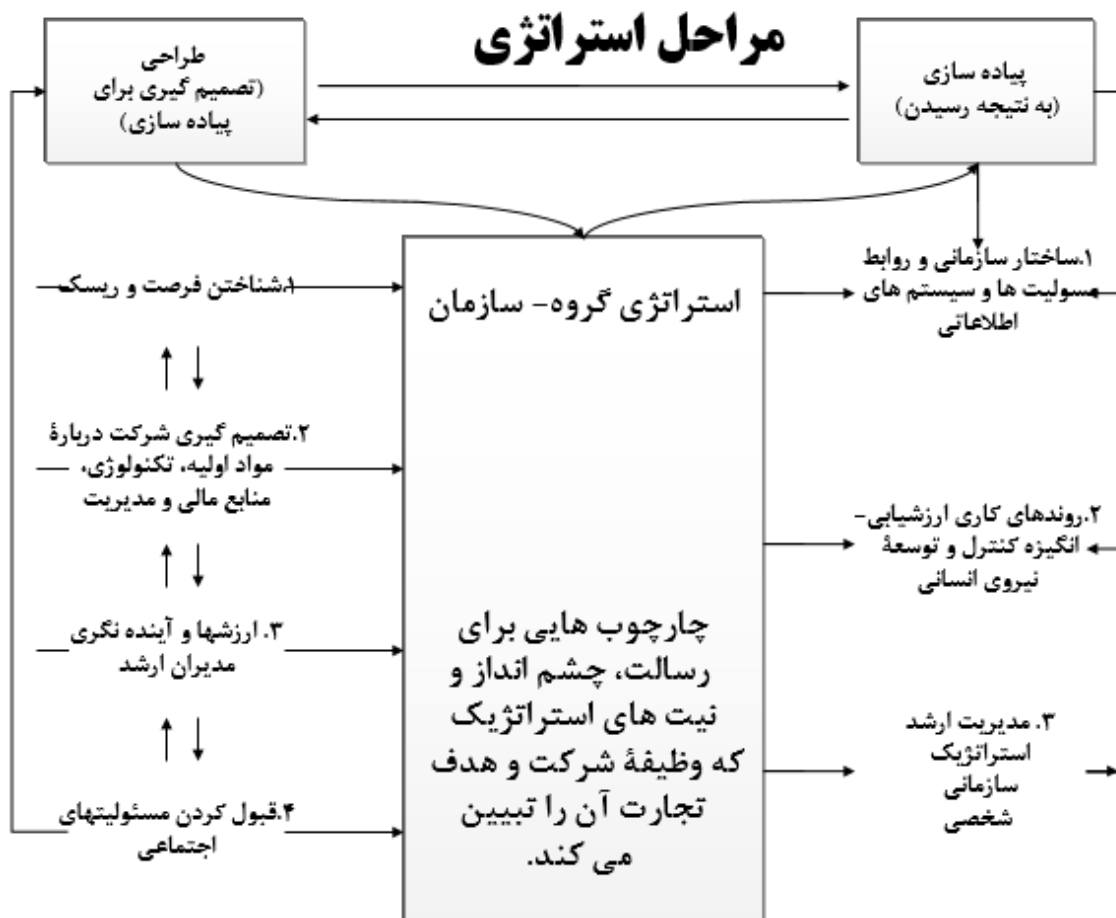 مراحل استراتژی
پیاده سازی
(به نتیجه رسیدن)
طراحی
(تصمیم گیری برای
پیاده سازی)
۱.ساختار سازمانی و روابط
مسولیت ها و سیستم های
اطلاعاتی
۲.روندهای کاری ارزشیابی-
انگیزه کنترل و توسعۀ
نیروی انسانی
۳. مدیریت ارشد
استراتژیک
سازمانی
شخصی
استراتژی گروه- سازمان
چارچوب هایی برای
رسالت، چشم انداز و
نیت های استراتژیک
که وظیفۀ شرکت و هدف
تجارت آن را تبیین
می کند.
۱.شناختن فرصت و ریسک
۲.تصمیم گیری شرکت دربارۀ
مواد اولیه، تکنولوژی،
منابع مالی و مدیریت
۳. ارزشها و آینده نگری
مدیران ارشد
۴.قبول کردن مسئولیتهای
اجتماعی